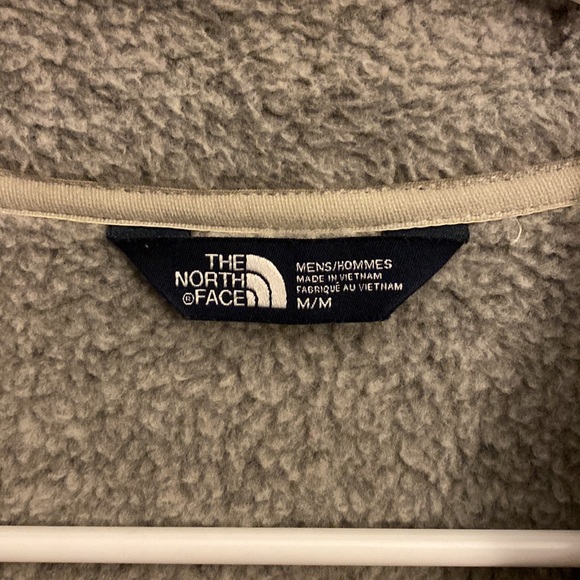 THE
NORTH
®FACE
MENS/HOMMES
MADE IN VIETNAM
FABRIQUÉ AU VIETNAM
M/M